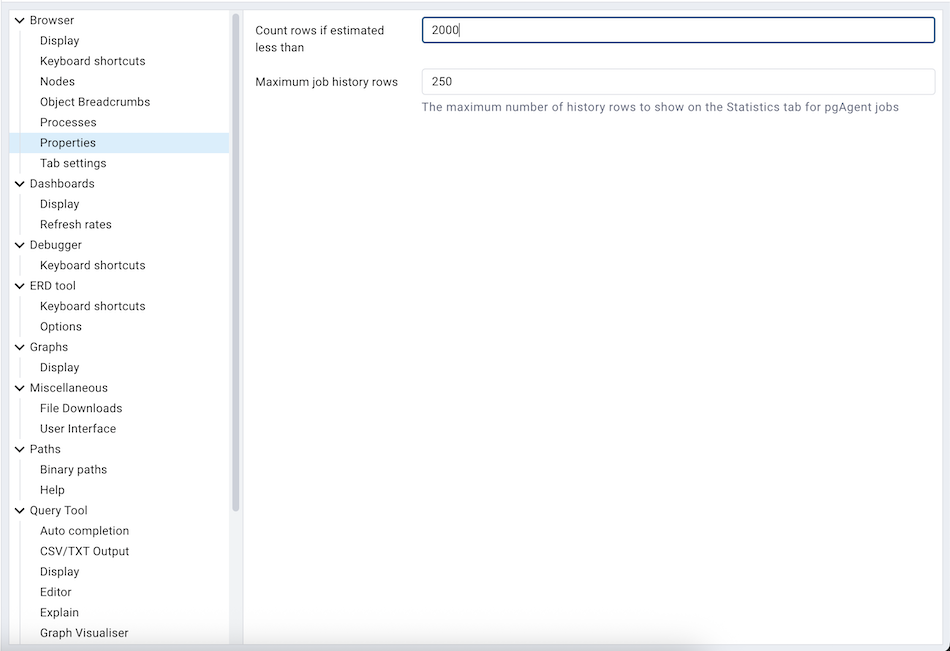 Browser
Display
Keyboard shortcuts
Nodes
Object Breadcrumbs
Processes
Properties
Tab settings
Dashboards
Display
Refresh rates
Debugger
Keyboard shortcuts
ERD tool
Keyboard shortcuts
Options
Graphs
Display
Miscellaneous
File Downloads
User Interface
Paths
Binary paths
Help
Query Tool
Auto completion
CSV/TXT Output
Display
Editor
Explain
Graph Visualiser
Count rows if estimated
less than
2000
Maximum job history rows
250
The maximum number of history rows to show on the Statistics tab for pgAgent jobs